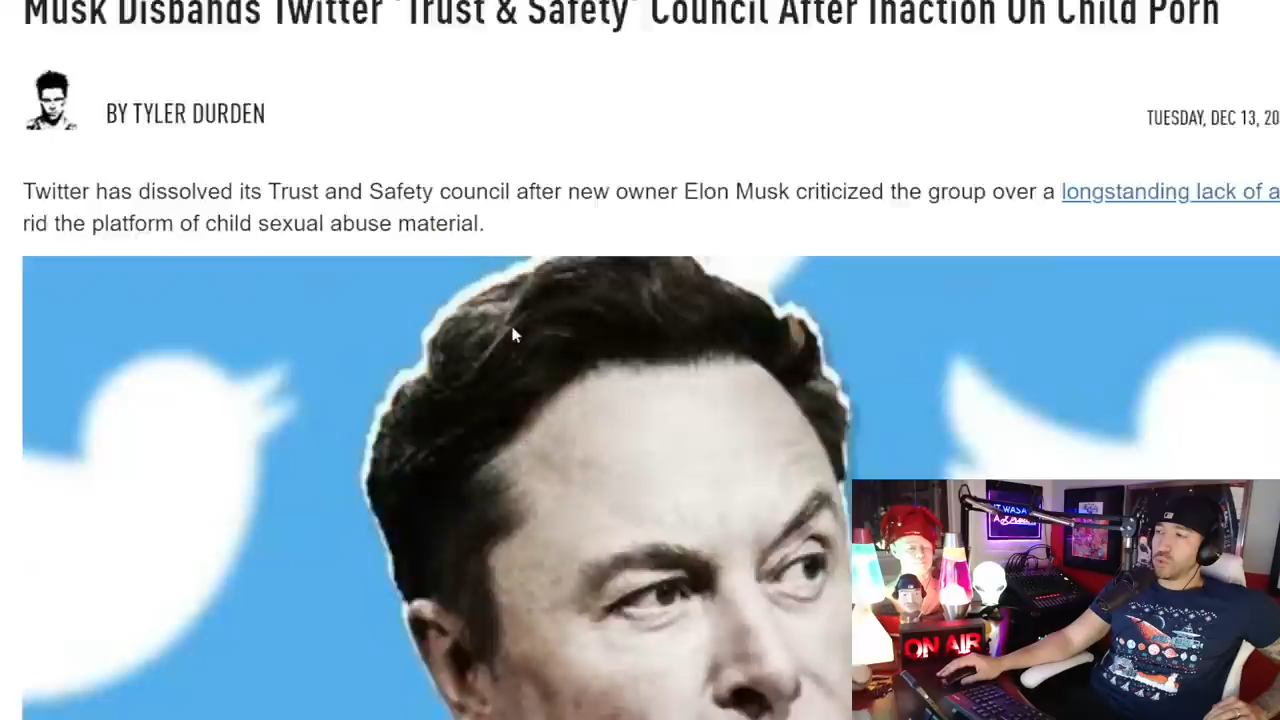 Musk Disbands Twitter 'Trust & Safety' Council After Inaction On Child Porn
BY TYLER DURDEN
TUESDAY, DEC 13, 20
Twitter has dissolved its Trust and Safety council after new owner Elon Musk criticized the group over a longstanding lack of a
rid the platform of child sexual abuse material.
IT WAS A
ON AIR